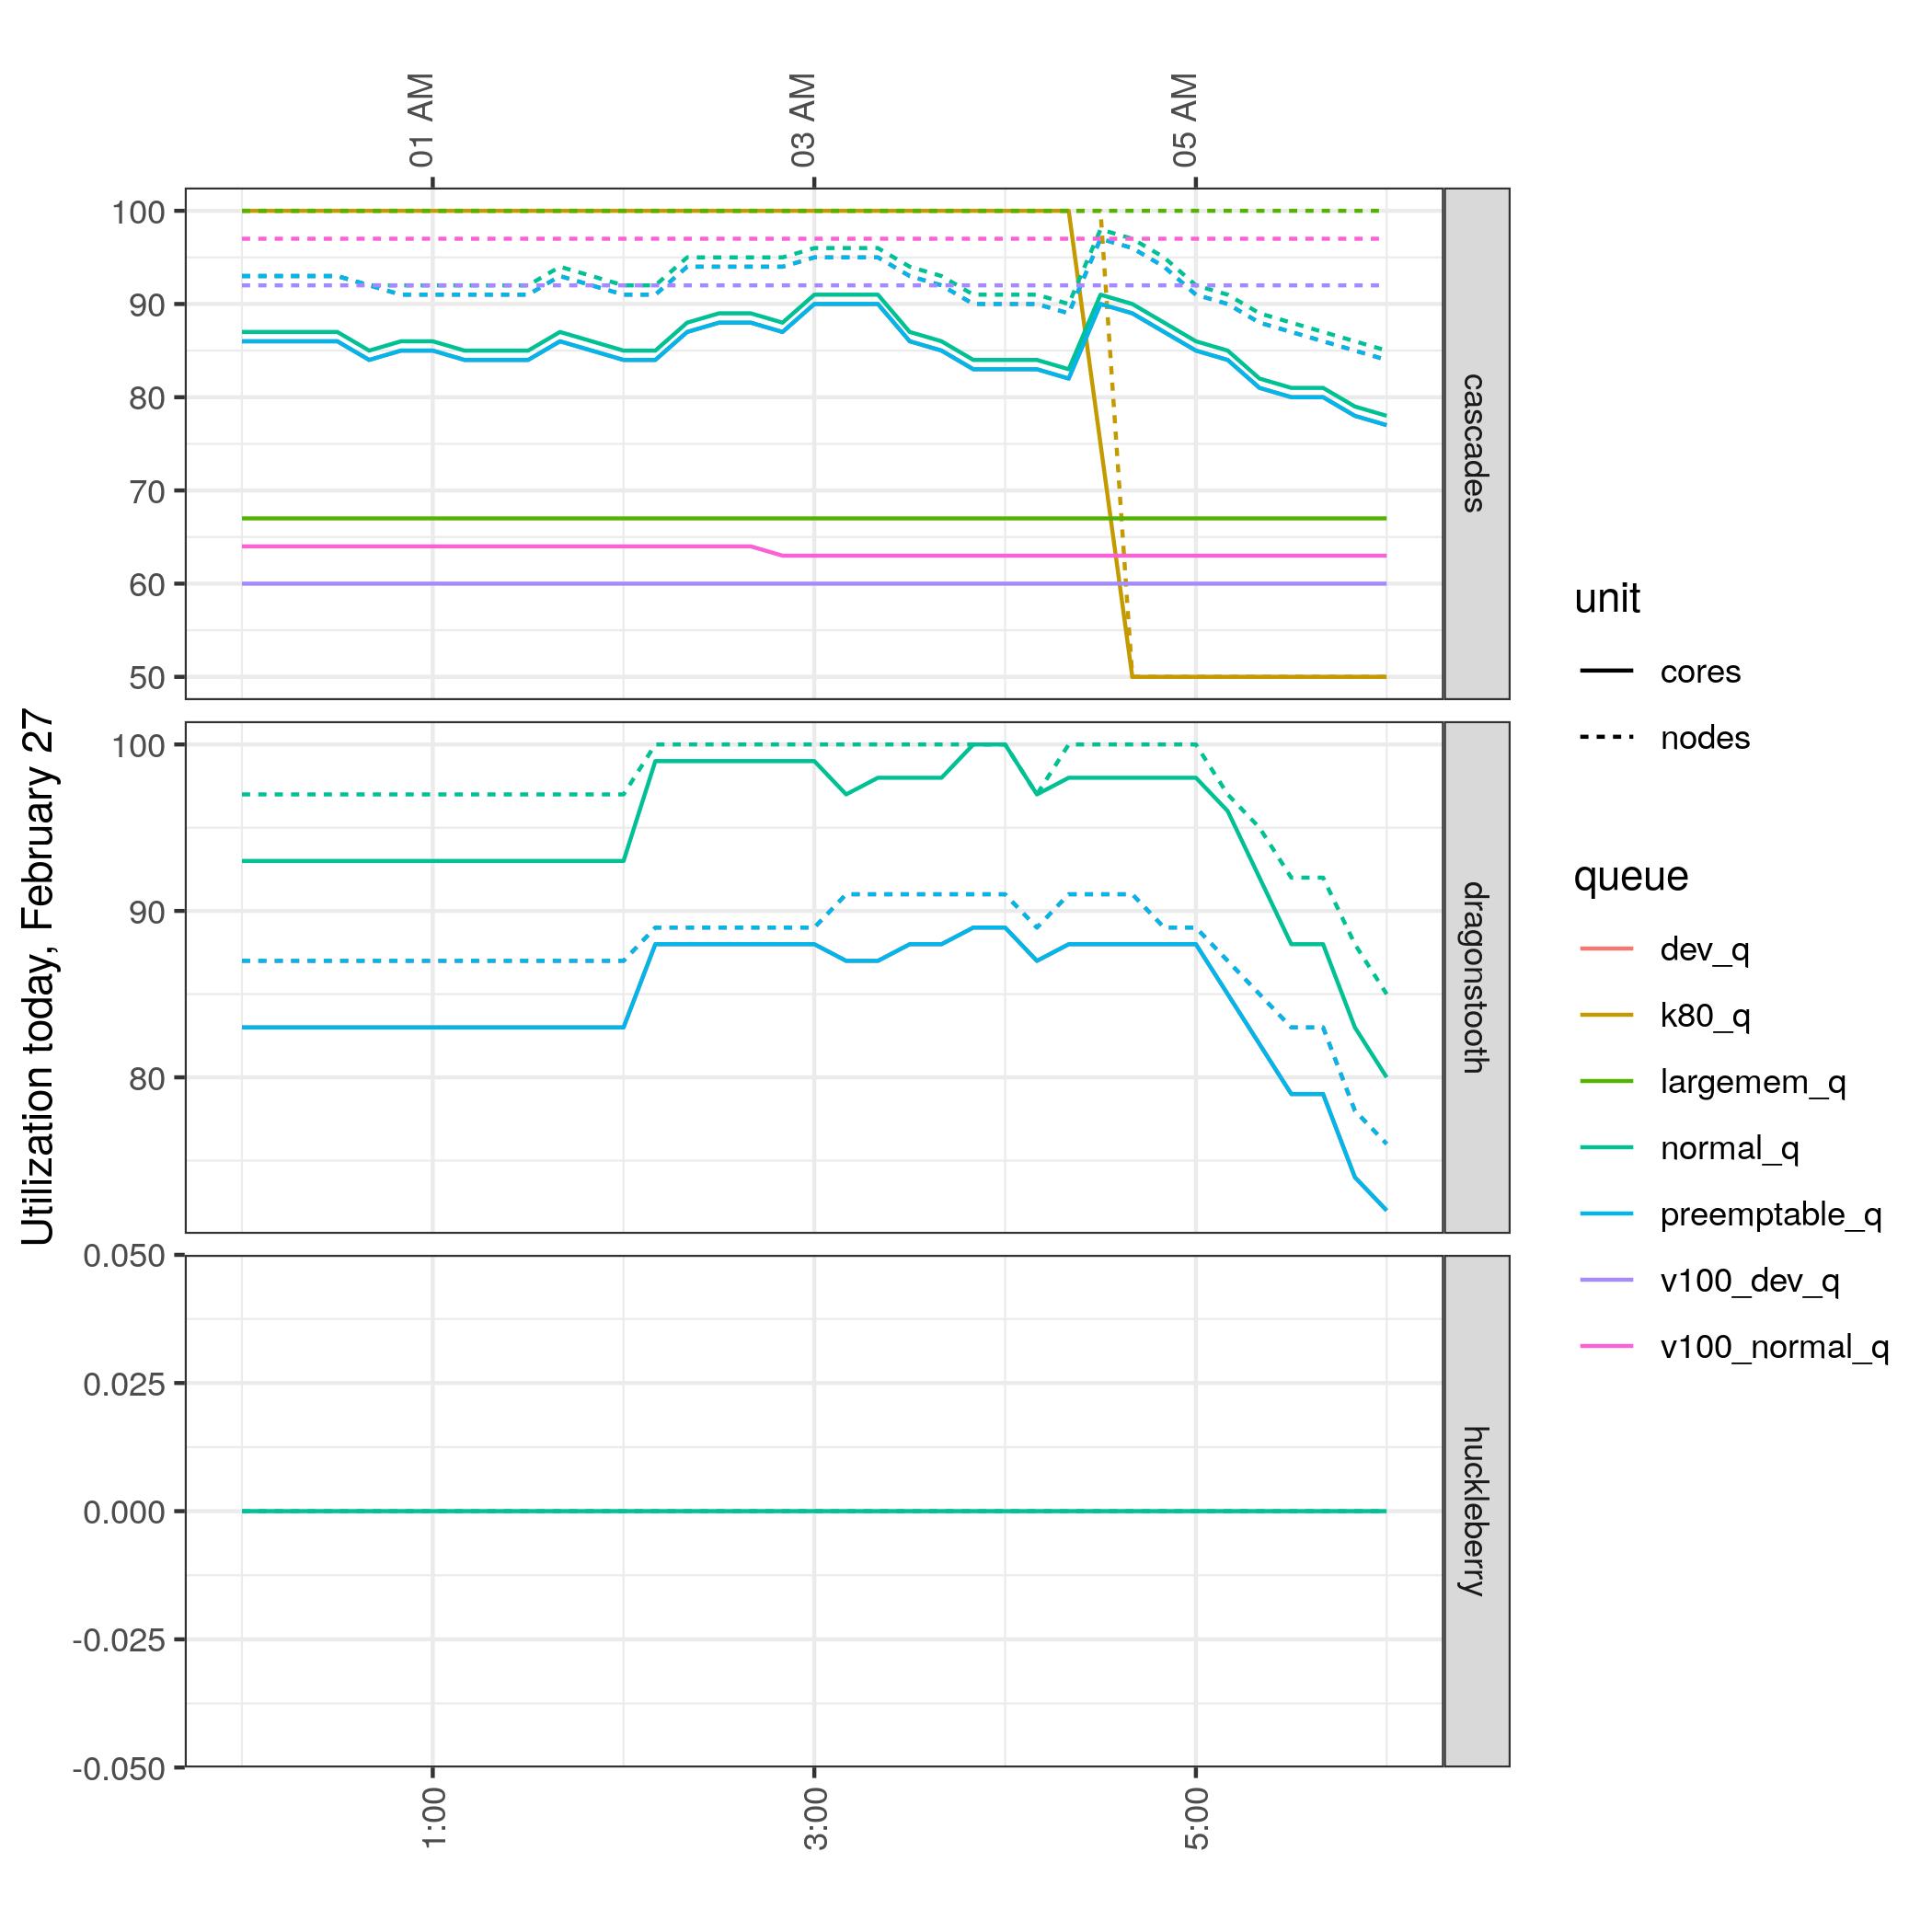 01 AM
03 AM
05 AM
Utilization today, February 27
100
90
80
70
60
50
cascades
100
90
80
dragonstooth
0.050
0.025
0.000
-0.025
-0.050
huckleberry
1:00
3:00
5:00
unit
cores
nodes
queue
dev_q
k80_q
largemem_q
normal_q
preemptable_q
v100_dev_q
v100_normal_q